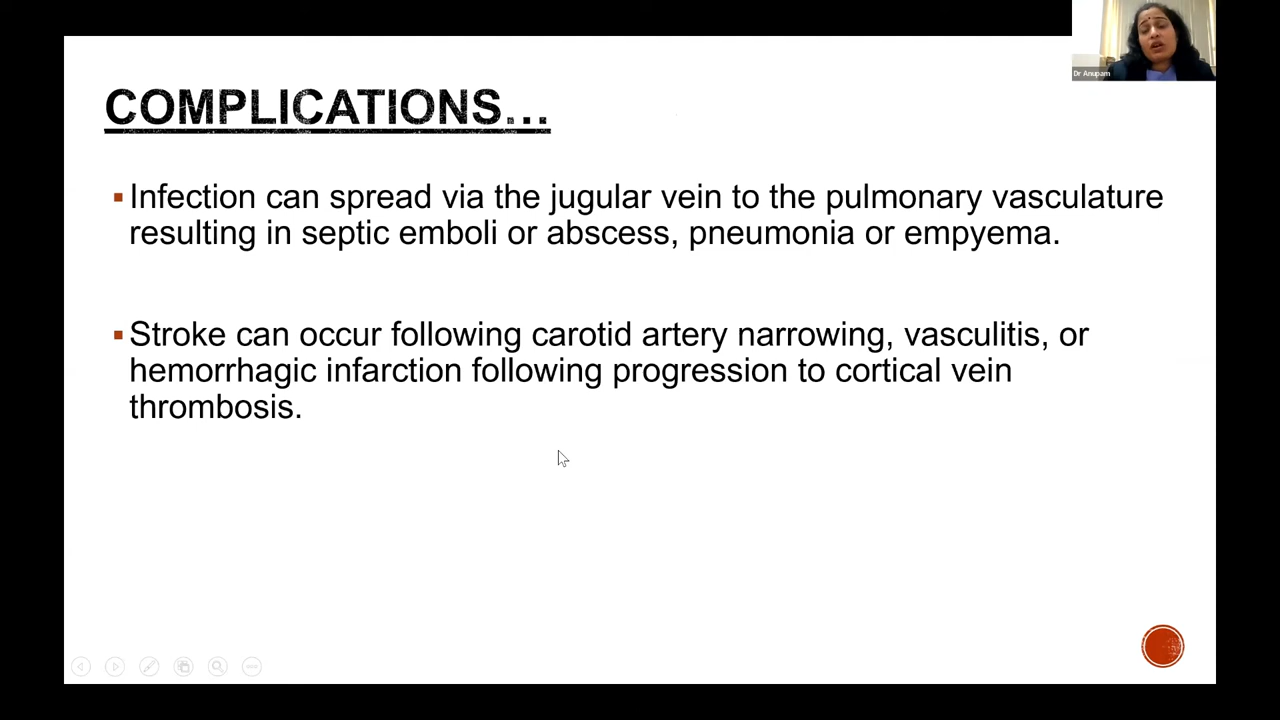 Dr Anupam
COMPLICATIONS...
Infection can spread via the jugular vein to the pulmonary vasculature
resulting in septic emboli or abscess, pneumonia or empyema.
Stroke can occur following carotid artery narrowing, vasculitis, or
hemorrhagic infarction following progression to cortical vein
thrombosis.